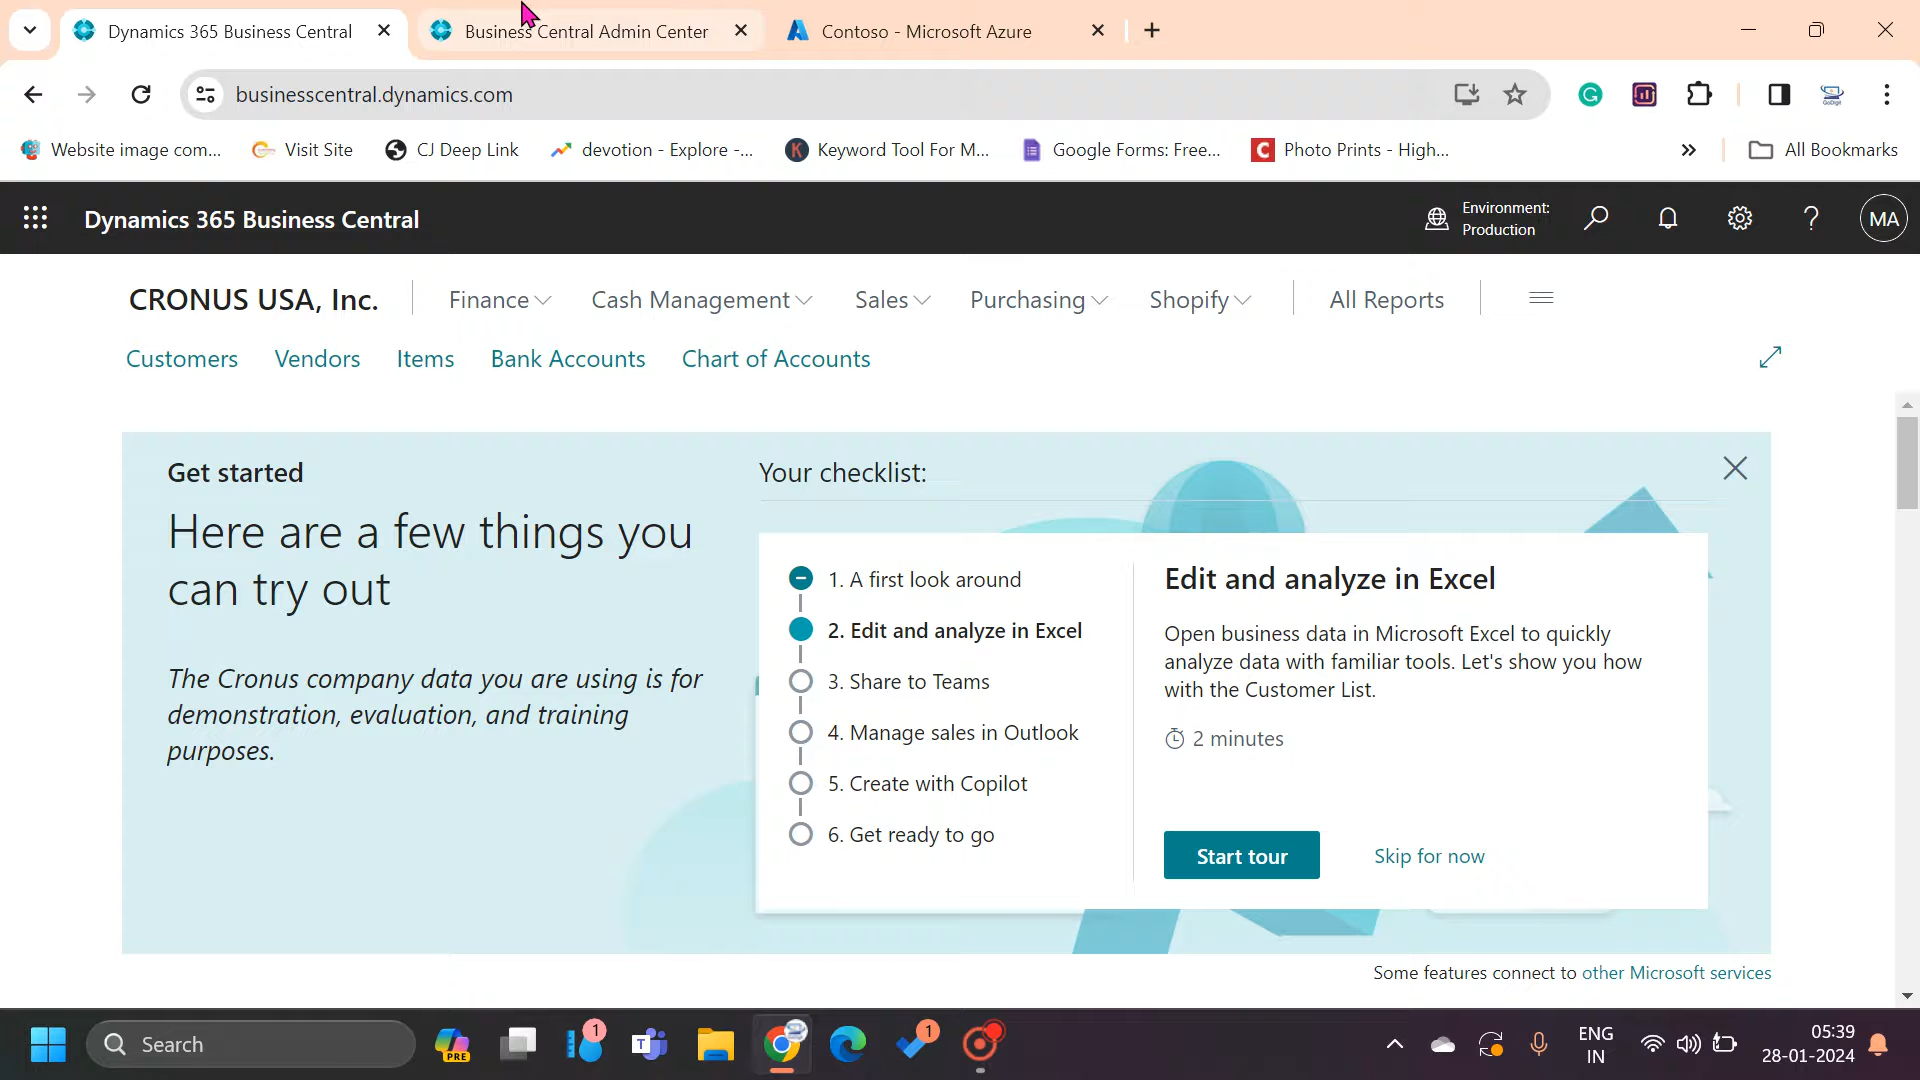 Dynamics 365 Business Central
Business Central Admin Center
Contoso - Microsoft Azure
businesscentral.dynamics.com
Website image com...
Visit Site
CJ Deep Link
devotion - Explore -...
Keyword Tool For M...
Google Forms: Free...
Photo Prints - High...
All Bookmarks
Dynamics 365 Business Central
Environment:
Production
MA
CRONUS USA, Inc.
Finance
Cash Management
Sales
Purchasing
Shopify
All Reports
Customers
Vendors
Items
Bank Accounts
Chart of Accounts
Get started
Here are a few things you
can try out
The Cronus company data you are using is for
demonstration, evaluation, and training
purposes.
Your checklist:
1. A first look around
2. Edit and analyze in Excel
3. Share to Teams
4. Manage sales in Outlook
5. Create with Copilot
6. Get ready to go
Edit and analyze in Excel
Open business data in Microsoft Excel to quickly
analyze data with familiar tools. Let's show you how
with the Customer List.
2 minutes
Start tour
Skip for now
Some features connect to other Microsoft services
Search
PRE
1
1
ENG
IN
05:39
28-01-2024